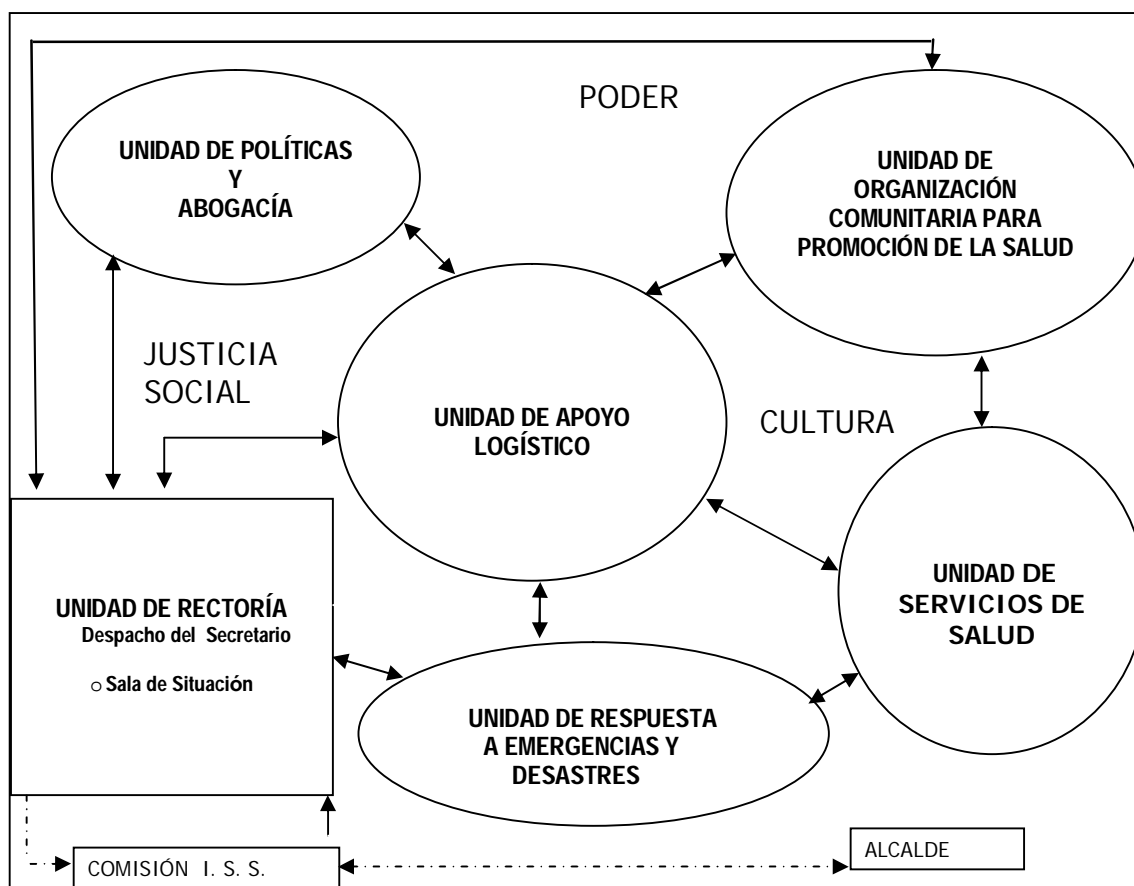 PODER
UNIDAD DE POLÍTICAS
Y
ABOGACÍA
UNIDAD DE
ORGANIZACIÓN
COMUNITARIA PARA
PROMOCIÓN DE LA SALUD
JUSTICIA
SOCIAL
UNIDAD DE APOYO
LOGÍSTICO
CULTURA
UNIDAD DE
SERVICIOS DE
SALUD
UNIDAD DE RECTORÍA
Despacho del Secretario
o Sala de Situación
UNIDAD DE RESPUESTA
A EMERGENCIAS Y
DESASTRES
COMISIÓN I. S. S.
ALCALDE